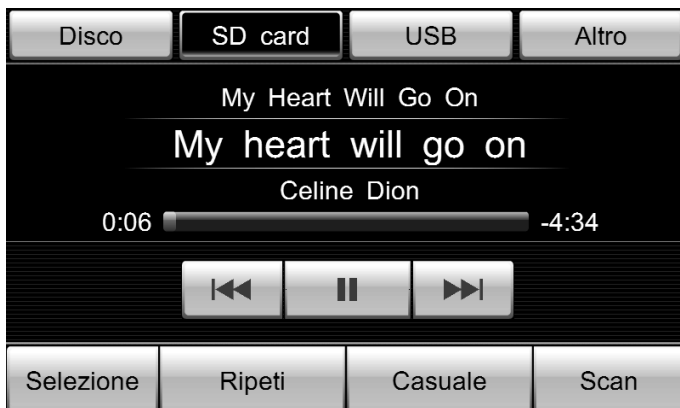 Disco SD card USB Altro
My Heart Will Go On
My heart will go on
Celine Dion
0:06 -4:34
Selezione Ripeti Casuale Scan